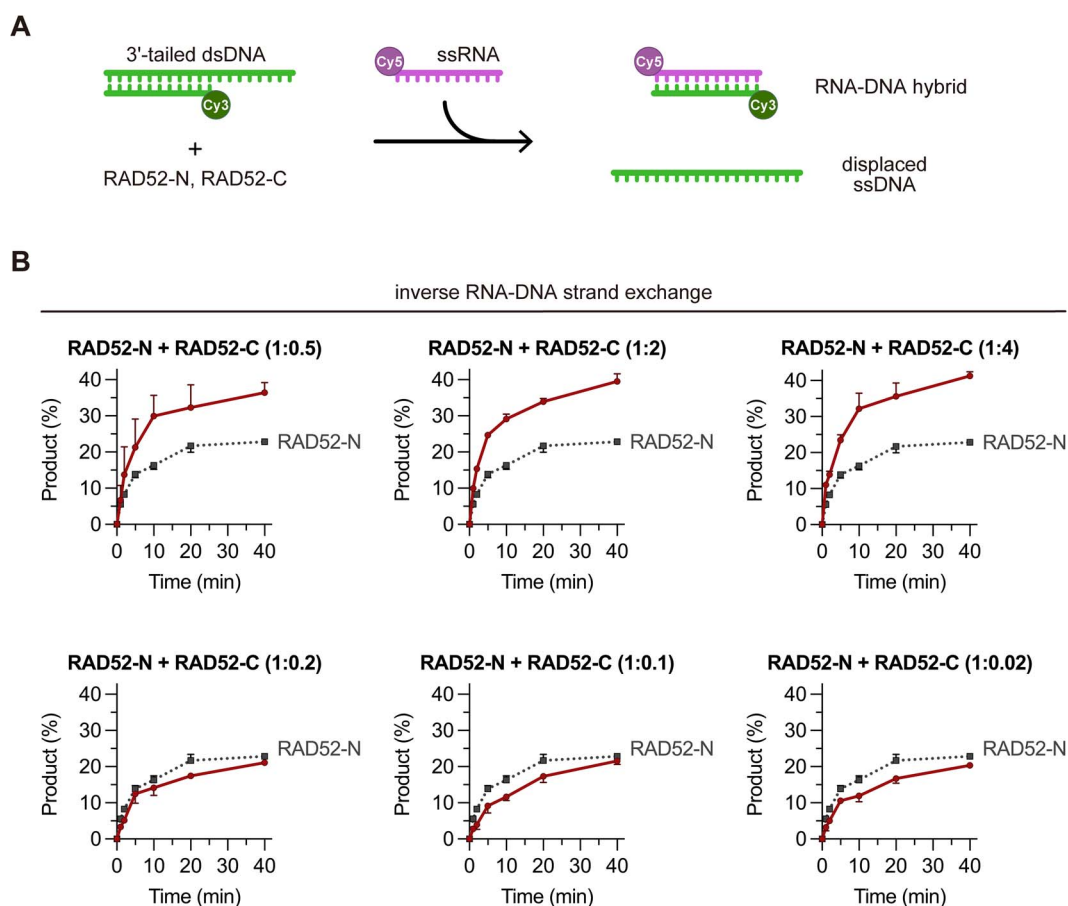 A
3'-tailed dsDNA
Cy3
+
RAD52-N, RAD52-C
Cy5
ssRNA
Cy5
Cy3
RNA-DNA hybrid
displaced
ssDNA
B
inverse RNA-DNA strand exchange
RAD52-N + RAD52-C (1:0.5)
Product (%)
40
30
20
10
0
RAD52-N
0 10 20 30 40
Time (min)
RAD52-N + RAD52-C (1:2)
Product (%)
40
30
20
10
0
RAD52-N
0 10 20 30 40
Time (min)
RAD52-N + RAD52-C (1:4)
Product (%)
40
30
20
10
0
RAD52-N
0 10 20 30 40
Time (min)
RAD52-N + RAD52-C (1:0.2)
Product (%)
40
30
20
10
0
RAD52-N
0 10 20 30 40
Time (min)
RAD52-N + RAD52-C (1:0.1)
Product (%)
40
30
20
10
0
RAD52-N
0 10 20 30 40
Time (min)
RAD52-N + RAD52-C (1:0.02)
Product (%)
40
30
20
10
0
RAD52-N
0 10 20 30 40
Time (min)